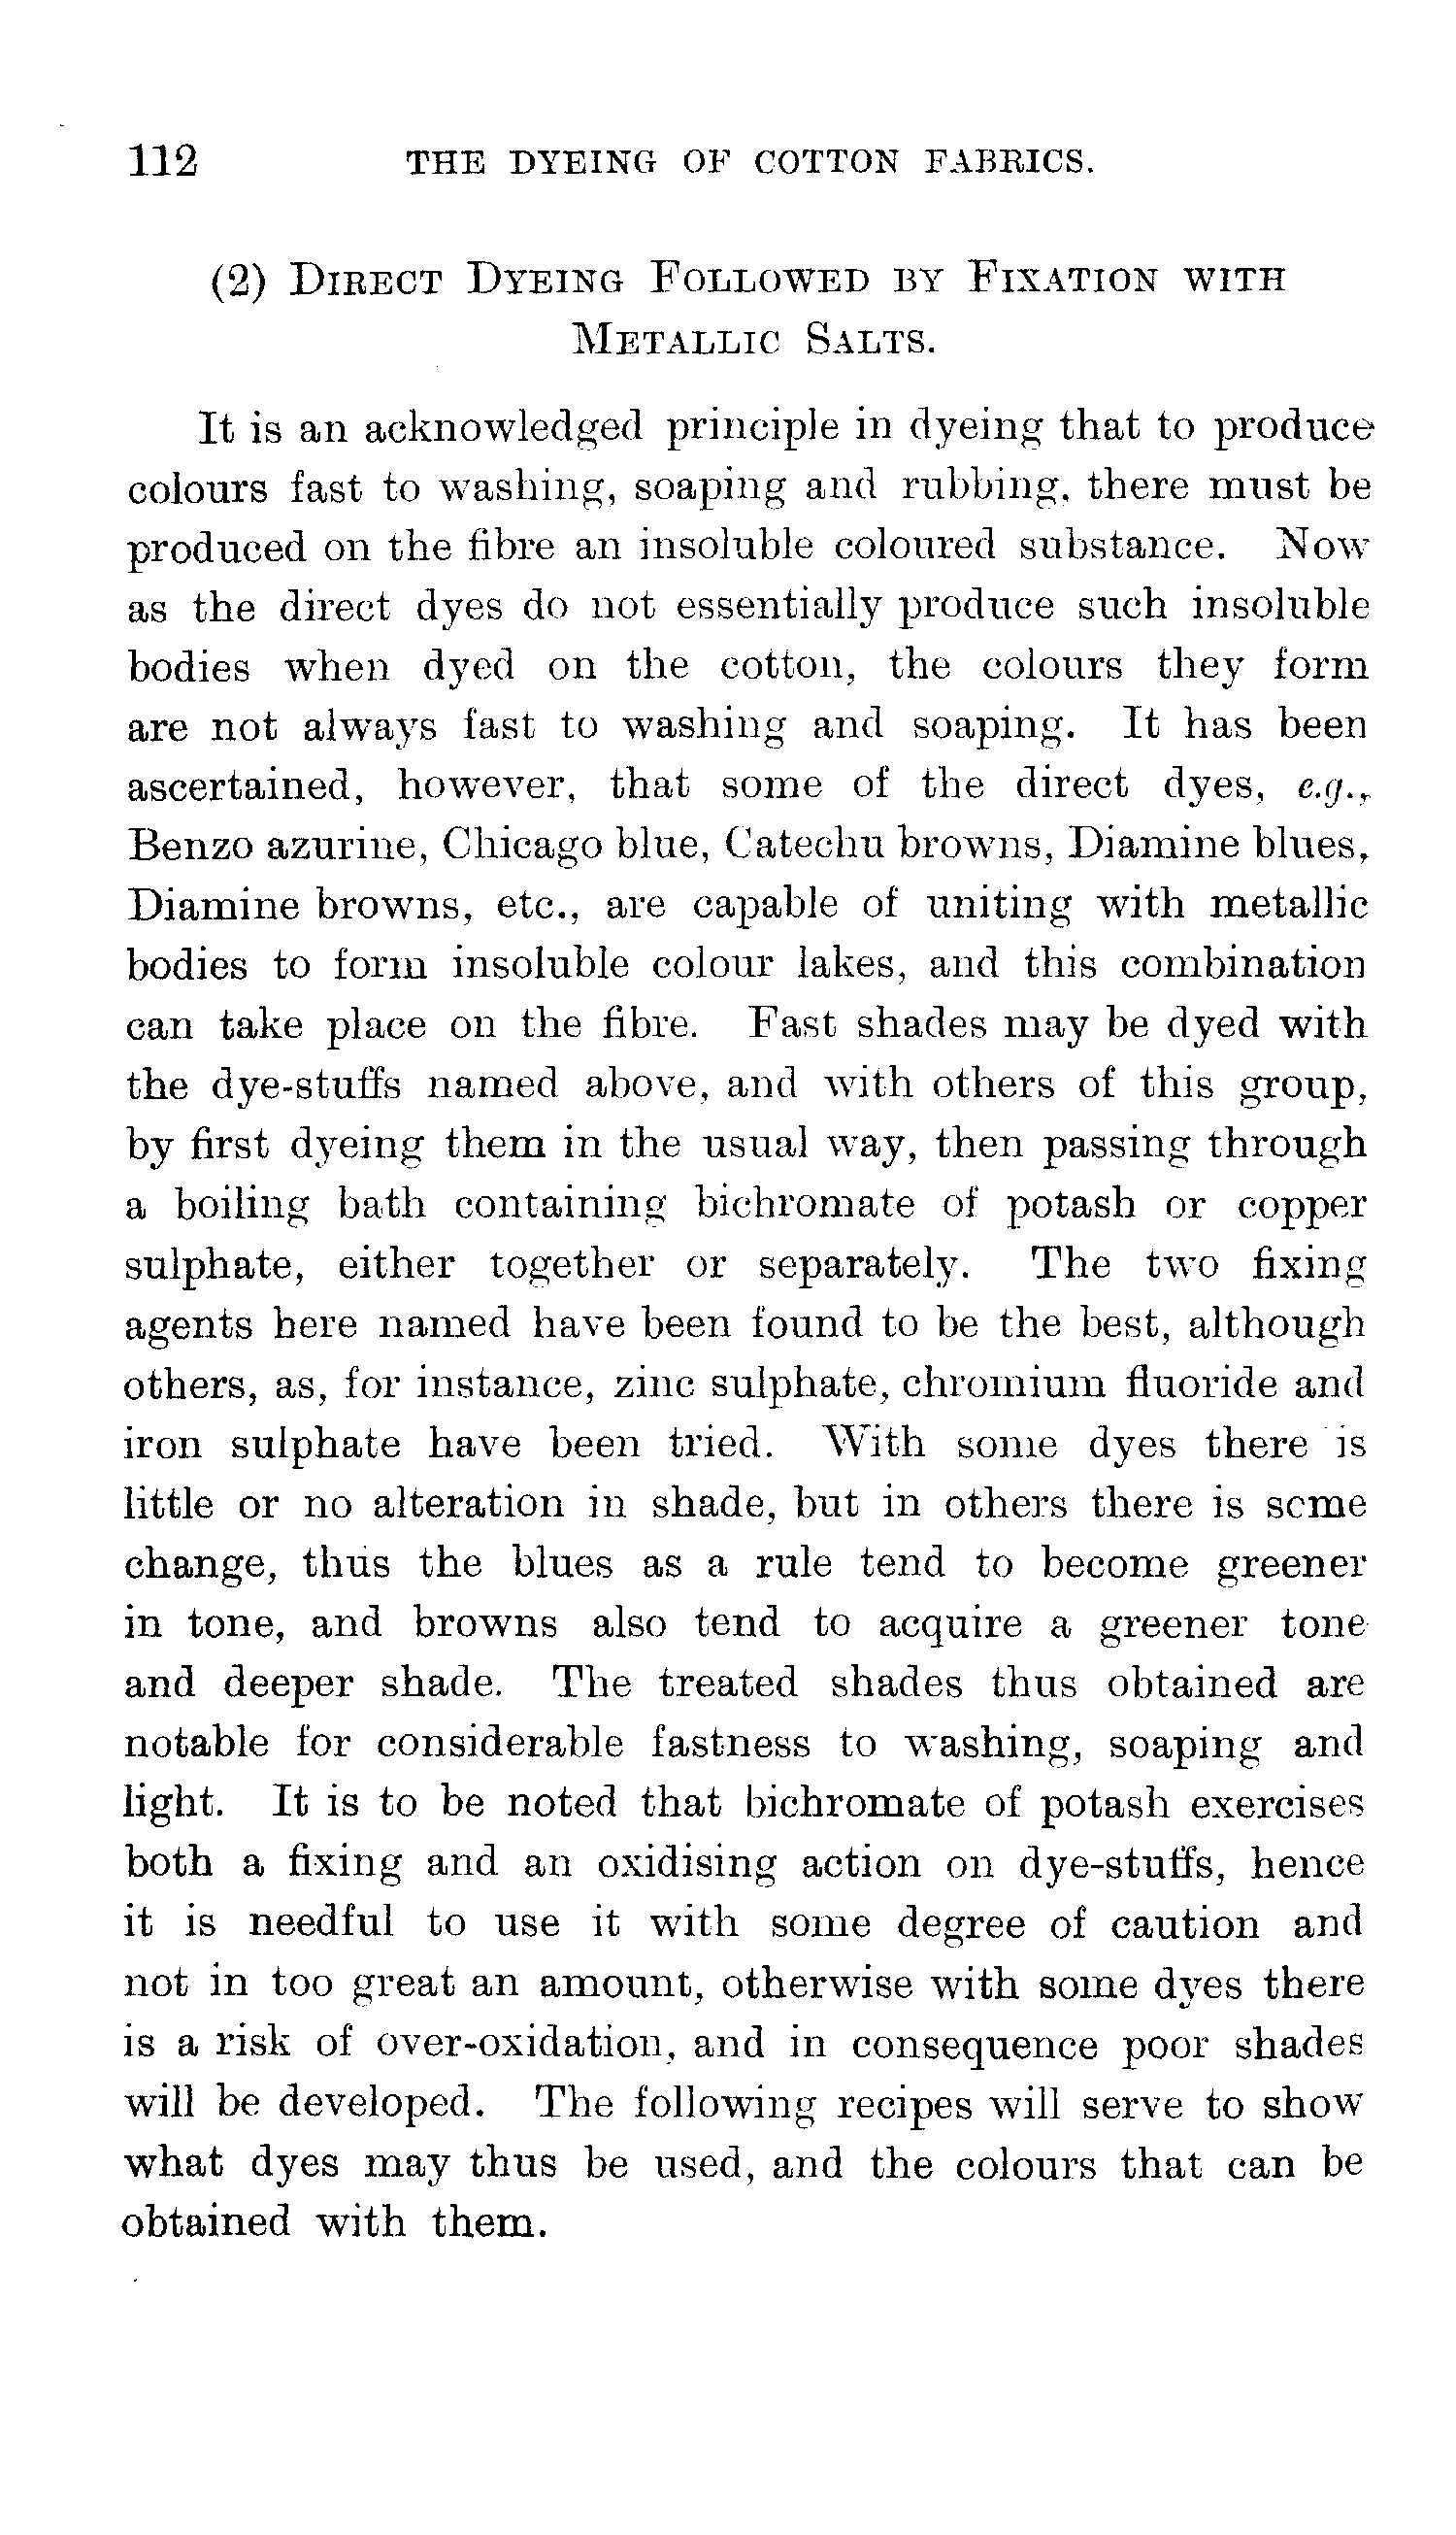 112 THE DYEING OF COTTON FABRICS.
(2) DIRECT DYEING FOLLOWED BY FIXATION WITH
METALLIC SALTS.
It is an acknowledged principle in dyeing that to produce
colours fast to washing, soaping and rubbing, there must be
produced on the fibre an insoluble coloured substance. Now
as the direct dyes do not essentially produce such insoluble
bodies when dyed on the cotton, the colours they form
are not always fast to washing and soaping. It has been
ascertained, however, that some of the direct dyes, e.g.,
Benzo azurine, Chicago blue, Catechu browns, Diamine blues,
Diamine browns, etc., are capable of uniting with metallic
bodies to form insoluble colour lakes, and this combination
can take place on the fibre. Fast shades may be dyed with
the dye-stuffs named above, and with others of this group,
by first dyeing them in the usual way, then passing through
a boiling bath containing bichromate of potash or copper
sulphate, either together or separately. The two fixing
agents here named have been found to be the best, although
others, as, for instance, zinc sulphate, chromium fluoride and
iron sulphate have been tried. With some dyes there is
little or no alteration in shade, but in others there is some
change, thus the blues as a rule tend to become greener
in tone, and browns also tend to acquire a greener tone
and deeper shade. The treated shades thus obtained are
notable for considerable fastness to washing, soaping and
light. It is to be noted that bichromate of potash exercises
both a fixing and an oxidising action on dye-stuffs, hence
it is needful to use it with some degree of caution and
not in too great an amount, otherwise with some dyes there
is a risk of over-oxidation, and in consequence poor shades
will be developed. The following recipes will serve to show
what dyes may thus be used, and the colours that can be
obtained with them.